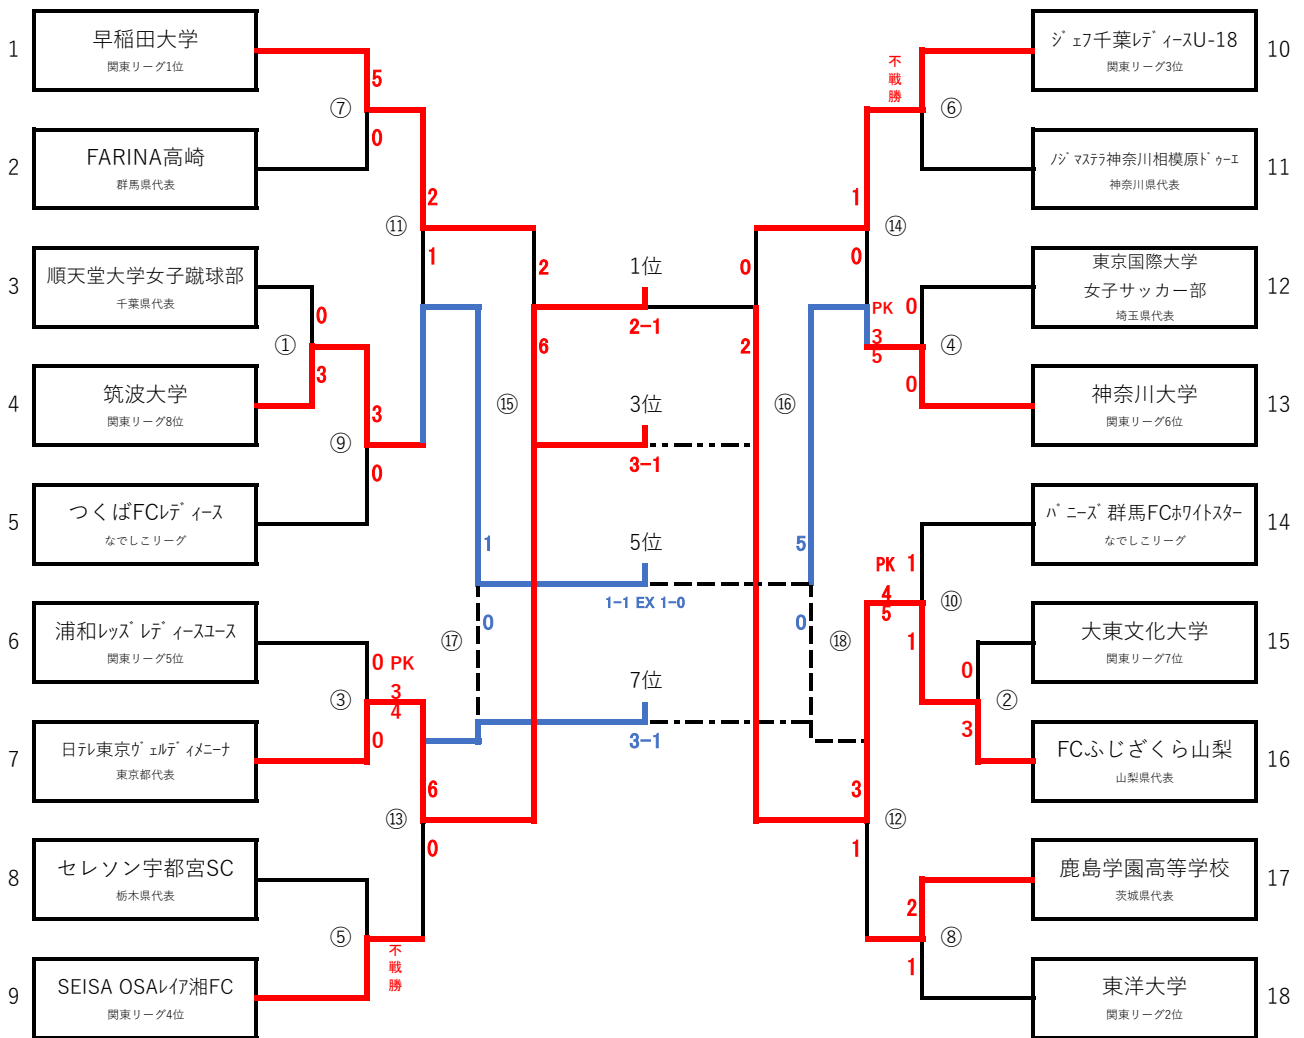 1
早稲田大学
関東リーグ1位
2
FARINA高崎
群馬県代表
3
順天堂大学女子蹴球部
千葉県代表
4
筑波大学
関東リーグ8位
5
つくばFCﾚﾃﾞｨｰｽ
なでしこリーグ
6
浦和ﾚｯｽﾞﾚﾃﾞｨｰｽﾕｰｽ
関東リーグ5位
7
日ﾃﾚ東京ｳﾞｪﾙﾃﾞｨﾒﾆｰﾅ
東京都代表
8
セレソン宇都宮SC
栃木県代表
9
SEISA OSAﾚｲｱ湘FC
関東リーグ4位
⑦
5
0
①
0
3
⑨
3
0
③
0 PK
3
4
0
⑤
不
戦
勝
⑪
2
1
⑬
6
0
⑮
2
6
⑰
1
0
1位
2-1
3位
3-1
5位
1-1 EX 1-0
7位
3-1
⑯
0
2
⑱
5
0
⑭
1
0
⑫
3
1
不
戦
勝
⑥
④
PK 0
3
5
0
⑩
PK 1
4
5
1
②
0
3
⑧
2
1
ｼﾞｪﾌ千葉ﾚﾃﾞｨｰｽU-18
関東リーグ3位
10
ﾉｼﾞﾏｽﾃﾗ神奈川相模原ﾄﾞｩｰｴ
神奈川県代表
11
東京国際大学
女子サッカー部
埼玉県代表
12
神奈川大学
関東リーグ6位
13
ﾊﾞﾆｰｽﾞ群馬FCﾎﾜｲﾄｽﾀｰ
なでしこリーグ
14
大東文化大学
関東リーグ7位
15
FCふじざくら山梨
山梨県代表
16
鹿島学園高等学校
茨城県代表
17
東洋大学
関東リーグ2位
18